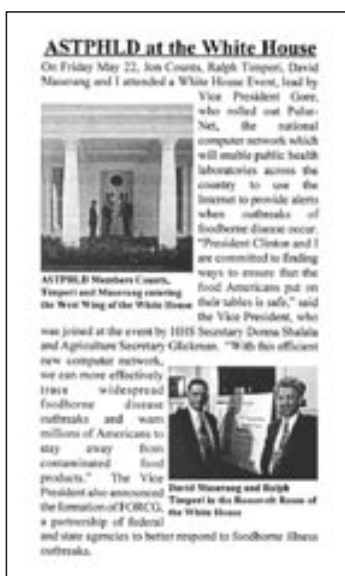 ASTPHLD at the White House
On Friday May 22, Jon Counts, Ralph Timperi, David
Maserang and I attended a White House Event, lead by
Vice President Gore,
who rolled out Pulse-
Net, the national
computer network which
will enable public health
laboratories across the
country to use the
Internet to provide alerts
when outbreaks of
foodborne disease occur.
"President Clinton and I
are committed to finding
ways to ensure that the
food Americans put on
their tables is safe," said
the Vice President, who
ASTPHLD Members Counts,
Timperi and Maserang entering
the West Wing of the White House
was joined at the event by HHS Secretary Donna Shalala
and Agriculture Secretary Glickman. "With this efficient
new computer network,
we can more effectively
trace widespread
foodborne disease
outbreaks and warn
millions of Americans to
stay away from
contaminated food
products." The Vice
President also announced
the formation of FORCG,
David Maserang and Ralph
Timperi in the Roosevelt Room of
the White House
a partnership of federal
and state agencies to better respond to foodborne illness
outbreaks.